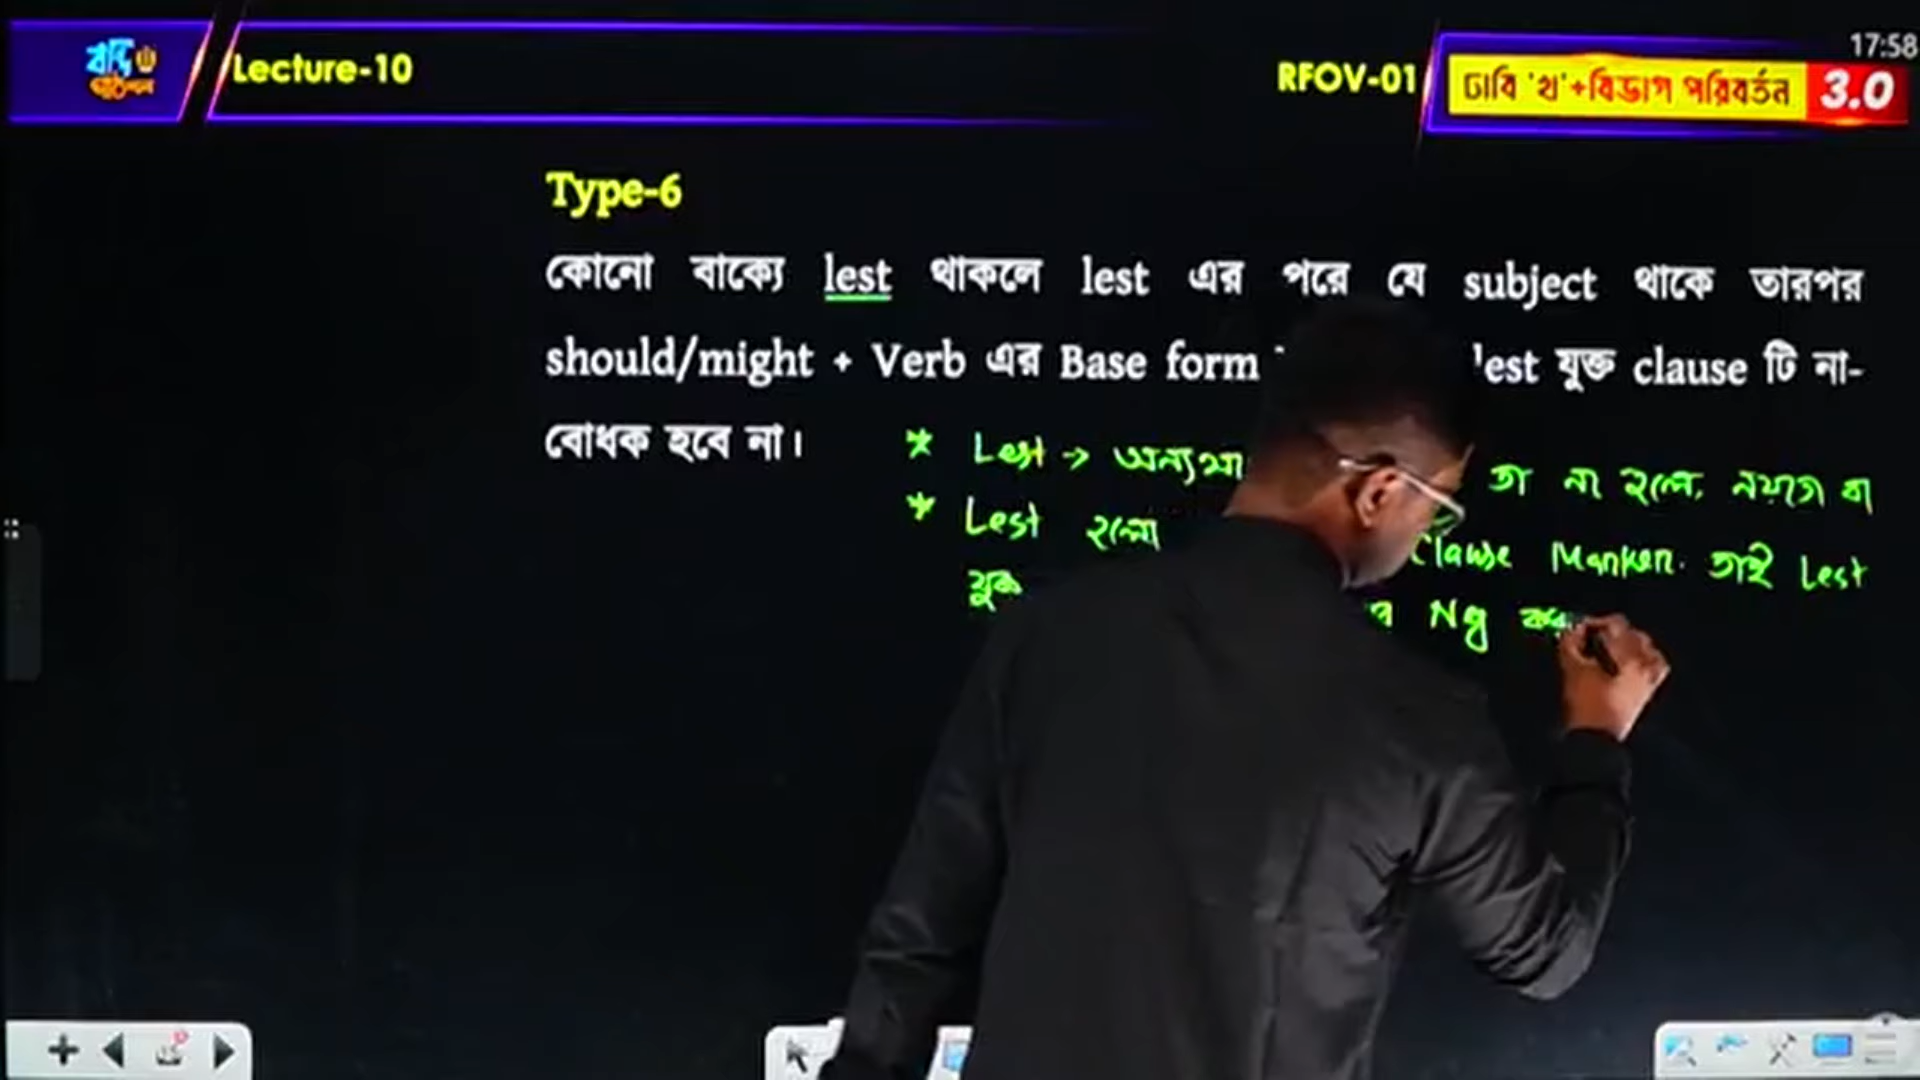 Lecture-10
RFOV-01
17:58
ঢাবি 'খ'+বিভাগ পরিবর্তন 3.0
Type-6
কোনো বাক্যে lest থাকলে lest এর পরে যে subject থাকে তারপর
should/might + Verb এর Base form lest যুক্ত clause টি না-
বোধক হবে না।
* Lest → অন্যথা তা না হলে, নয়তো বা
* Lest হলো Clause Marker. তাই Lest
যুক্ত Ng